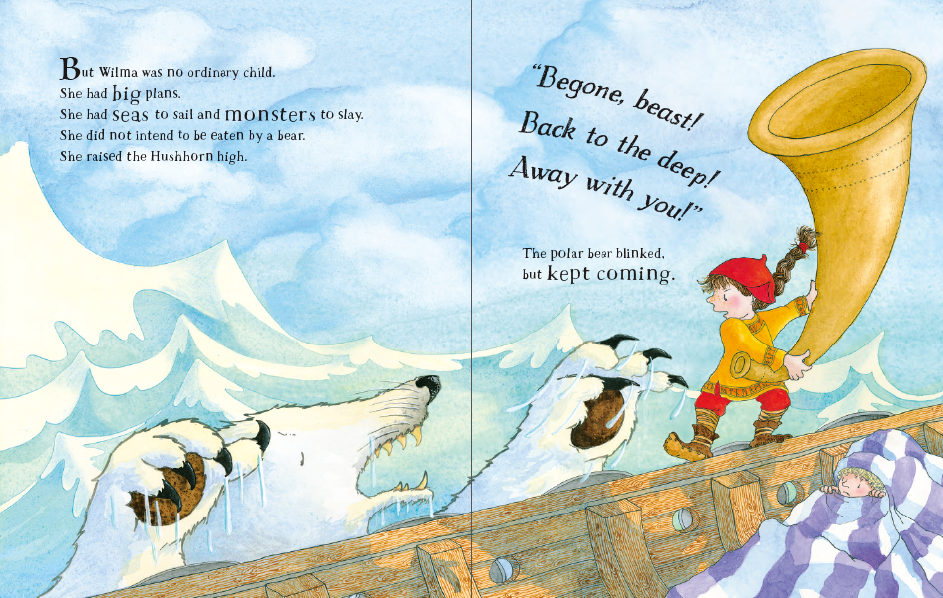 But Wilma was no ordinary child.
She had big plans.
She had seas to sail and monsters to slay.
She did not intend to be eaten by a bear.
She raised the Hushhorn high.
“Begone, beast!
Back to the deep!
Away with you!”
The polar bear blinked,
but kept coming.